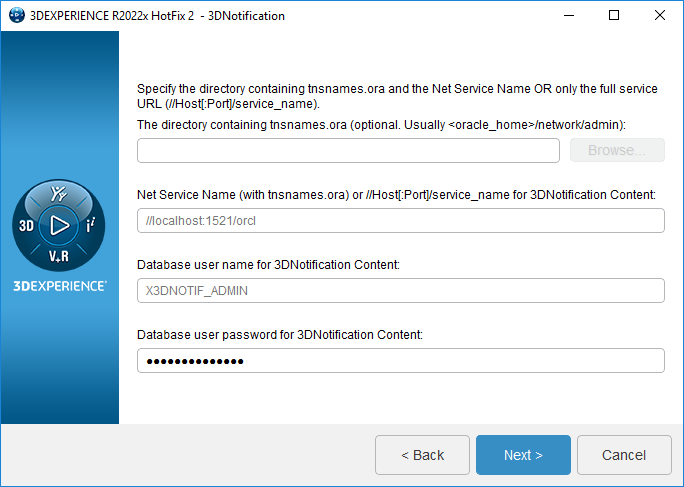 3DEXPERIENCE R2022x HotFix 2 - 3DNotification
Specify the directory containing tnsnames.ora and the Net Service Name OR only the full service
URL (//Host[:Port]/service_name).
The directory containing tnsnames.ora (optional. Usually <oracle_home>/network/admin):
Browse...
Net Service Name (with tnsnames.ora) or //Host[:Port]/service_name for 3DNotification Content:
//localhost:1521/orcl
3D
i²
V+R
3DEXPERIENCE
Database user name for 3DNotification Content:
X3DNOTIF_ADMIN
Database user password for 3DNotification Content:
●●●●●●●●●●●●●●
< Back
Next >
Cancel